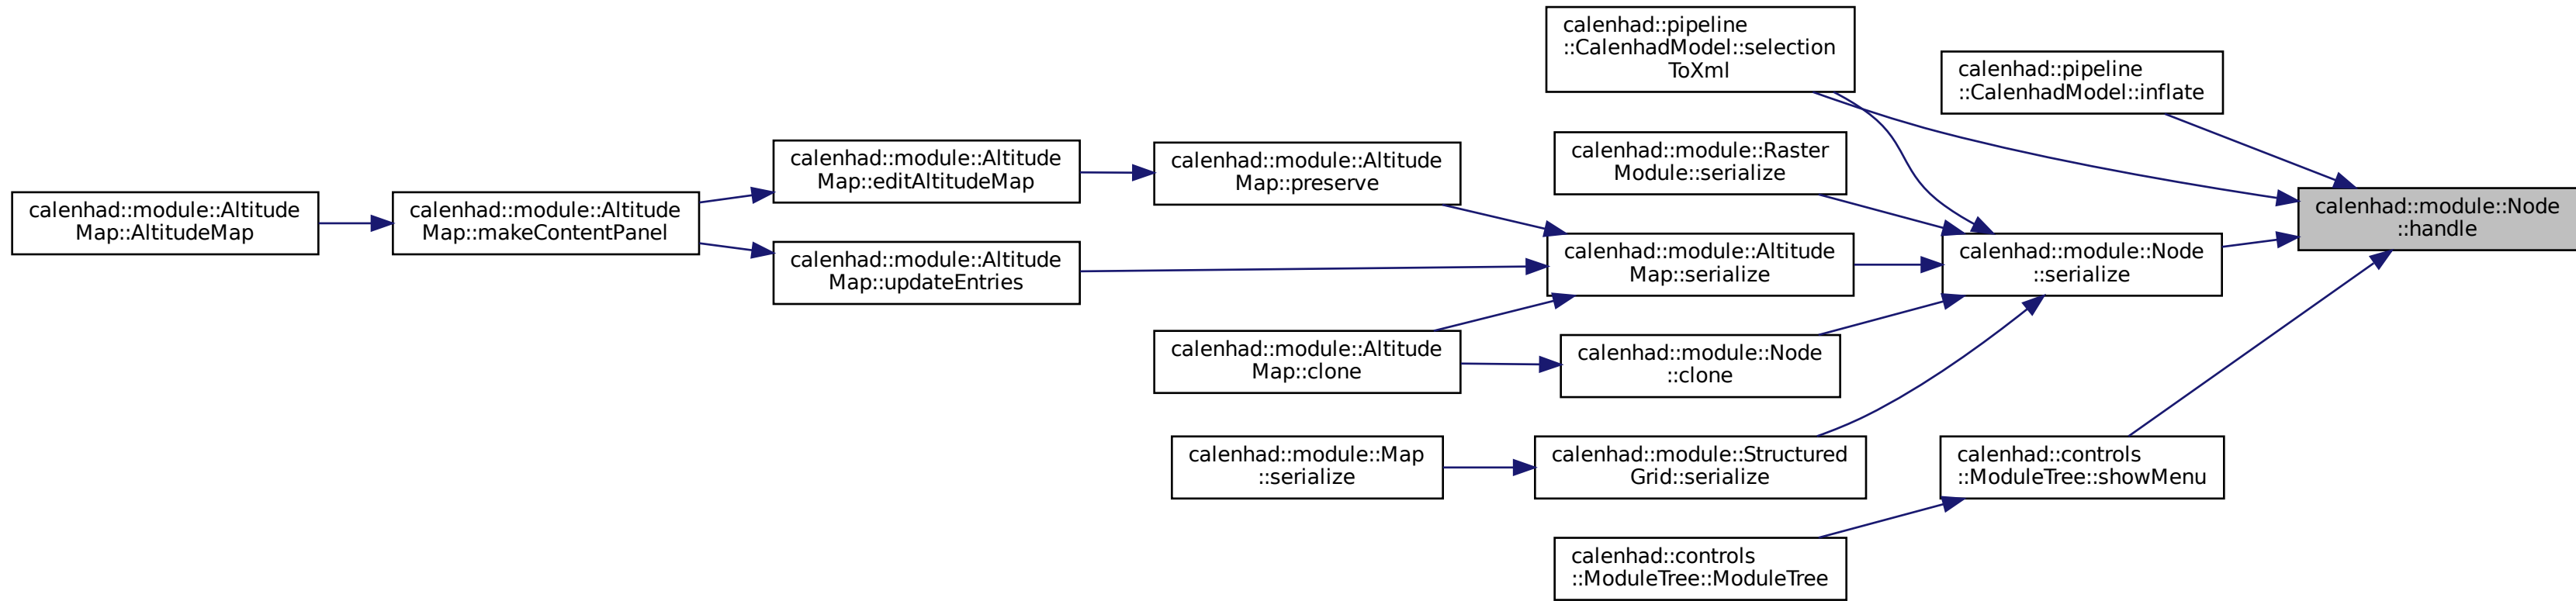 calenhad::pipeline
::CalenhadModel::selection
ToXml
calenhad::pipeline
::CalenhadModel::inflate
calenhad::module::Raster
Module::serialize
calenhad::module::Altitude
Map::editAltitudeMap
calenhad::module::Altitude
Map::preserve
calenhad::module::Altitude
Map::AltitudeMap
calenhad::module::Altitude
Map::makeContentPanel
calenhad::module::Node
::handle
calenhad::module::Altitude
Map::updateEntries
calenhad::module::Altitude
Map::serialize
calenhad::module::Node
::serialize
calenhad::module::Altitude
Map::clone
calenhad::module::Node
::clone
calenhad::module::Map
::serialize
calenhad::module::Structured
Grid::serialize
calenhad::controls
::ModuleTree::showMenu
calenhad::controls
::ModuleTree::ModuleTree